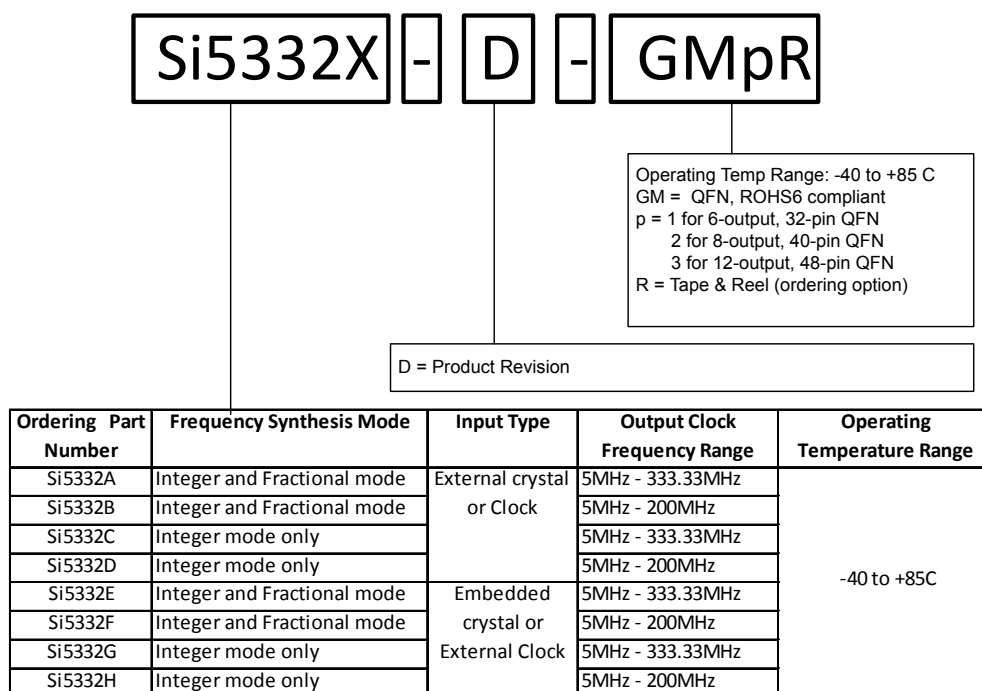 Si5332X - D - GMpR
Operating Temp Range: -40 to +85 C
GM = QFN, ROHS6 compliant
p = 1 for 6-output, 32-pin QFN
2 for 8-output, 40-pin QFN
3 for 12-output, 48-pin QFN
R = Tape & Reel (ordering option)
D = Product Revision
Ordering Part Number Frequency Synthesis Mode Input Type Output Clock Frequency Range Operating Temperature Range
Si5332A Integer and Fractional mode External crystal 5MHz - 333.33MHz
Si5332B Integer and Fractional mode or Clock 5MHz - 200MHz
Si5332C Integer mode only 5MHz - 333.33MHz
Si5332D Integer mode only 5MHz - 200MHz
-40 to +85C
Si5332E Integer and Fractional mode Embedded 5MHz - 333.33MHz
Si5332F Integer and Fractional mode crystal or 5MHz - 200MHz
Si5332G Integer mode only External Clock 5MHz - 333.33MHz
Si5332H Integer mode only 5MHz - 200MHz